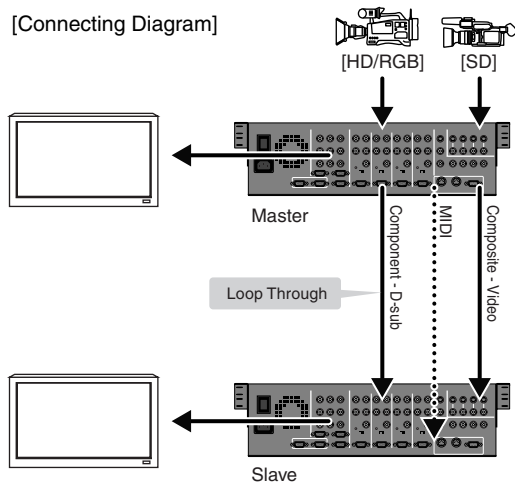 [Connecting Diagram]
[HD/RGB]
[SD]
Master
Component - D-sub
MIDI
Composite - Video
Loop Through
Slave